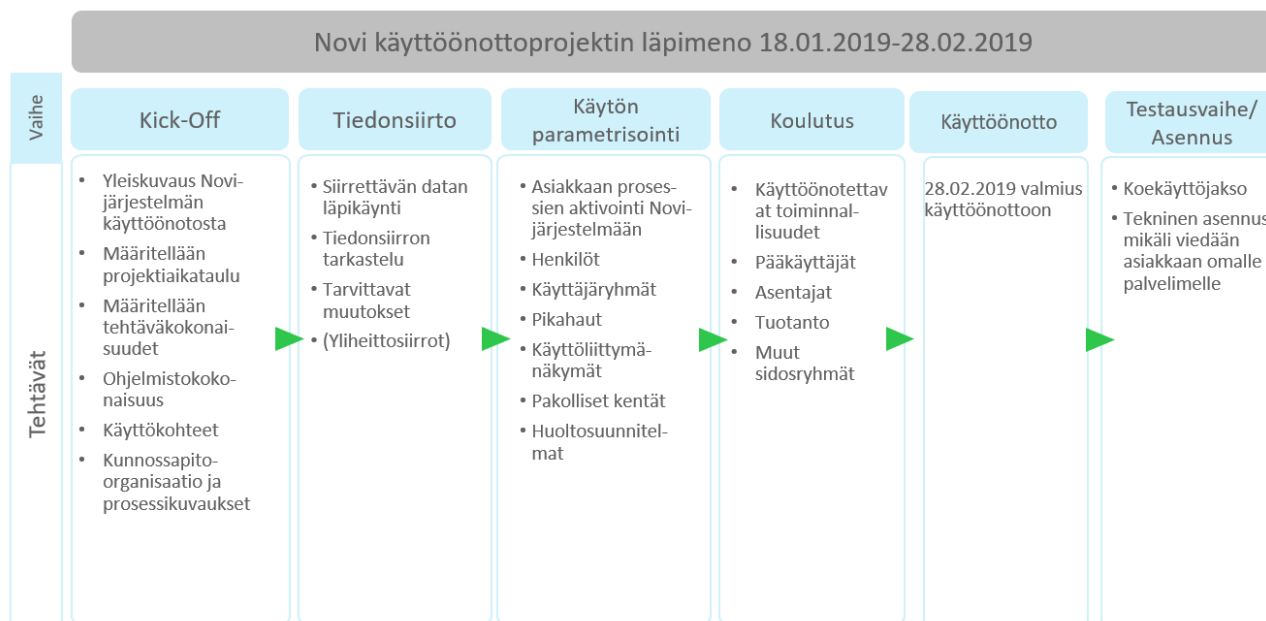 Novi käyttöönottoprojektin läpimeno 18.01.2019-28.02.2019
Vaihe
Kick-Off
Tiedonsiirto
Käytön
parametrisointi
Koulutus
Käyttöönotto
Testausvaihe/
Asennus
Tehtävät
• Yleiskuvaus Novi-
järjestelmän
käyttöönotosta
• Määritellään
projektiaikataulu
• Määritellään
tehtäväkokonai-
suudet
• Ohjelmistokoko-
naisuus
• Käyttökohteet
• Kunnossapito-
organisaatio ja
prosessikuvaukset
• Siirrettävän datan
läpikäynti
• Tiedonsiirron
tarkastelu
• Tarvittavat
muutokset
• (Yliheittosiirrot)
• Asiakkaan proses-
sien aktivointi Novi-
järjestelmään
• Henkilöt
• Käyttäjäryhmät
• Pikahaut
• Käyttöliittymä-
näkymät
• Pakolliset kentät
• Huoltosuunnitel-
mat
• Käyttöönotettav
at toiminnal-
lisuudet
• Pääkäyttäjät
• Asentajat
• Tuotanto
• Muut
sidosryhmät
28.02.2019 valmius
käyttöönottoon
• Koekäyttöjakso
• Tekninen asennus
mikäli viedään
asiakkaan omalle
palvelimelle